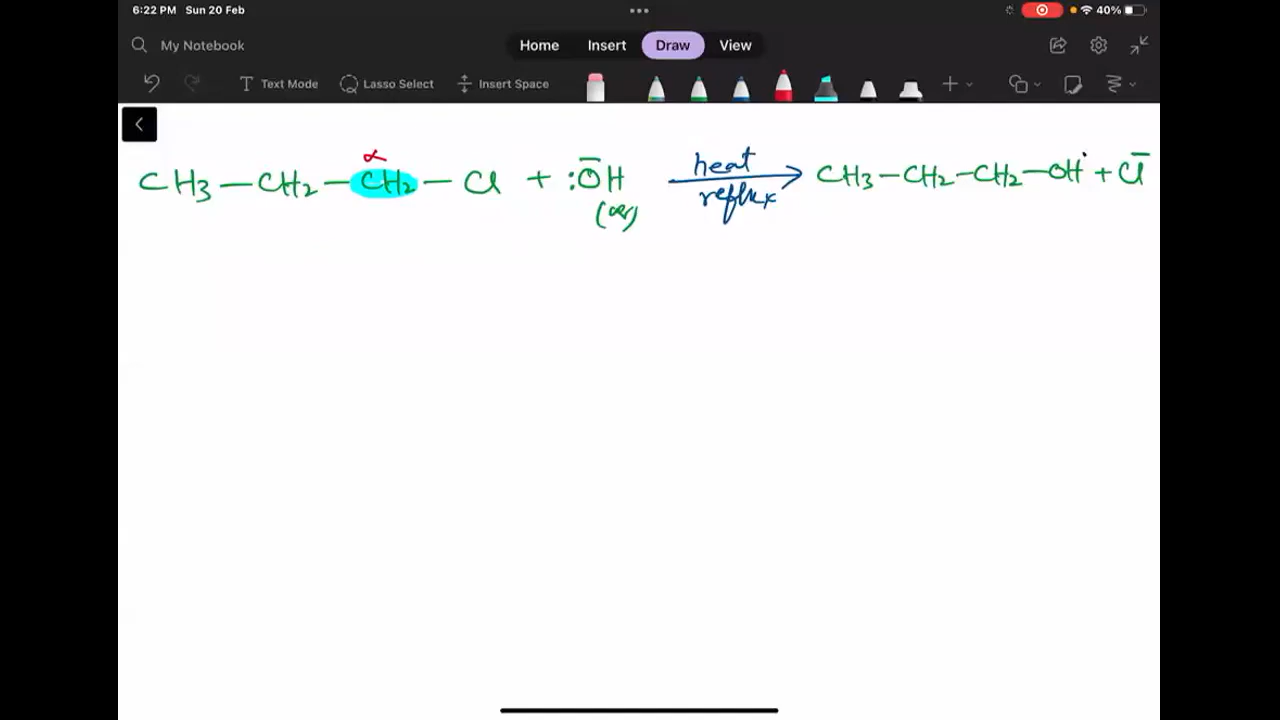 6:22 PM Sun 20 Feb
40%
My Notebook
Home Insert Draw View
Text Mode Lasso Select Insert Space
α
CH3 — CH2 — CH2 — Cl + :ŌH heat CH3 — CH2 — CH2 — OH + Cl̄
reflux